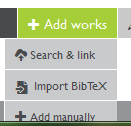 + Add works
Search & link
Import BibTeX
+ Add manually